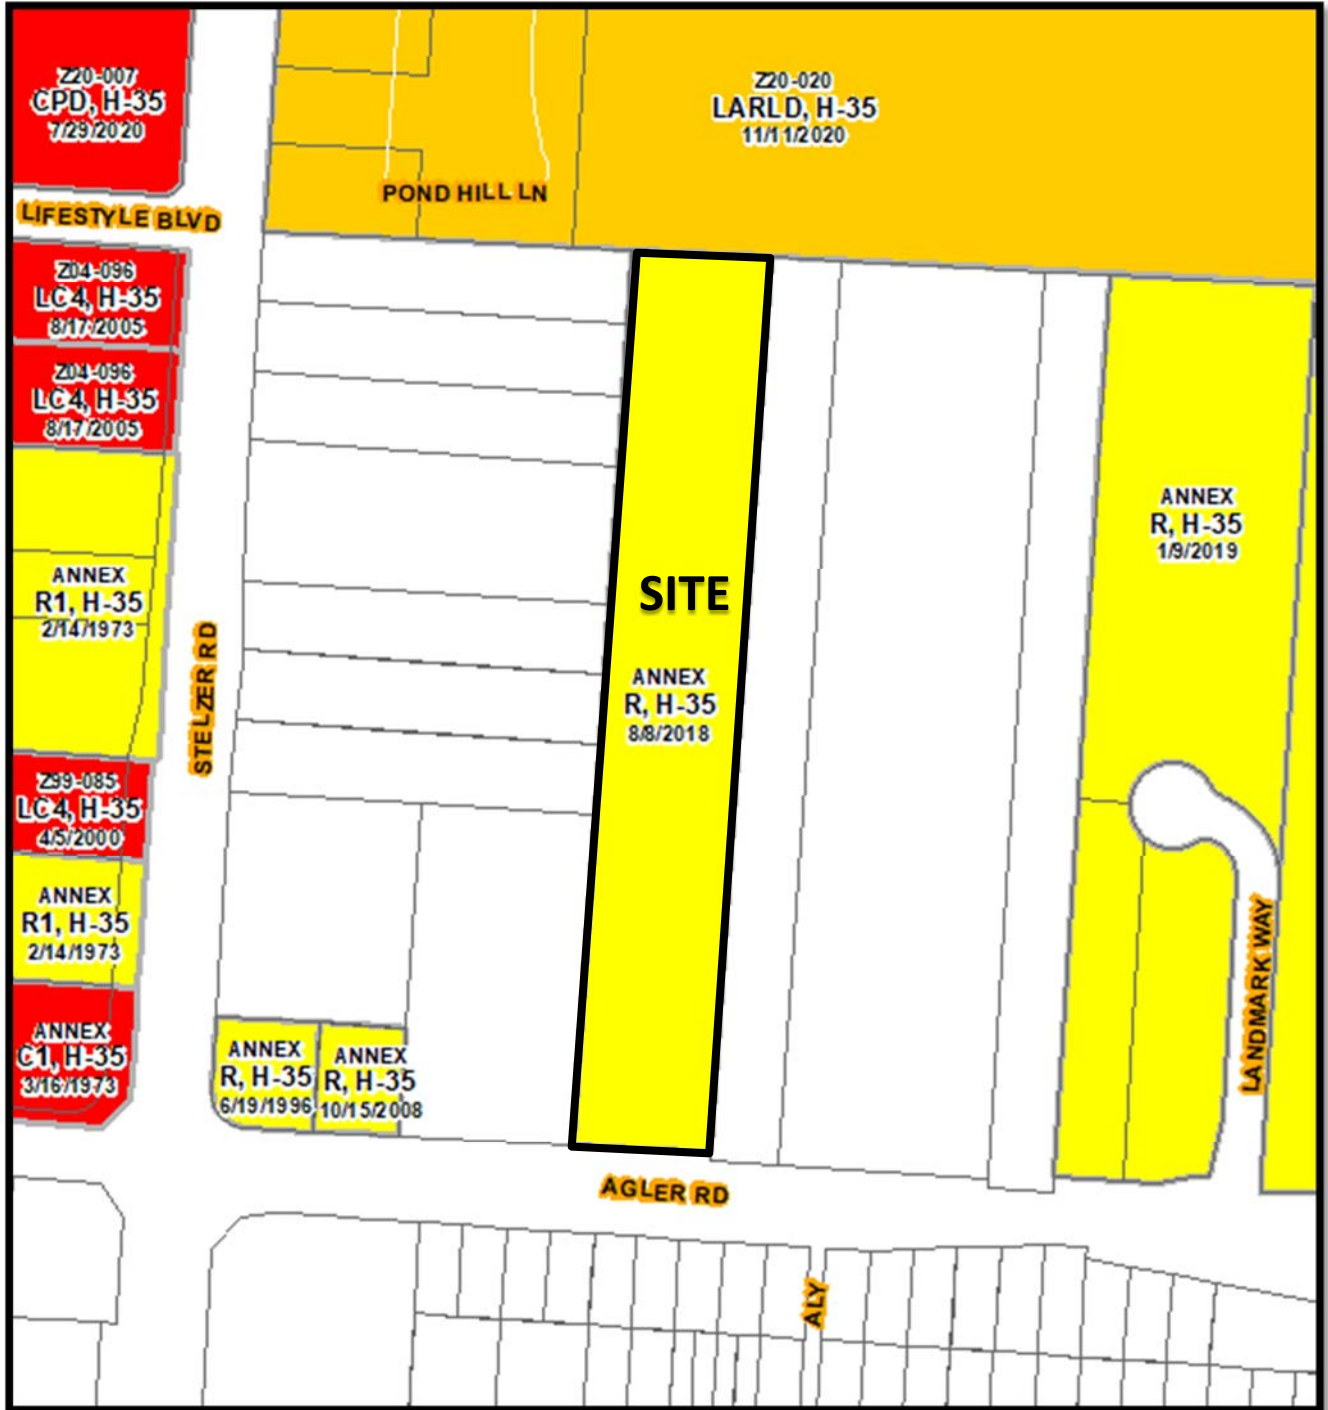 Z20-007
CPD, H-35
7/29/2020
Z20-020
LARLD, H-35
11/11/2020
POND HILL LN
LIFESTYLE BLVD
Z04-096
LC4, H-35
8/17/2005
Z04-096
LC4, H-35
8/17/2005
ANNEX
R, H-35
1/9/2019
ANNEX
R1, H-35
2/14/1973
SITE
STELZER RD
ANNEX
R, H-35
8/8/2018
Z99-085
LC4, H-35
4/5/2000
ANNEX
R1, H-35
2/14/1973
LANDMARK WAY
ANNEX
C1, H-35
3/16/1973
ANNEX
R, H-35
6/19/1996
ANNEX
R, H-35
10/15/2008
AGLER RD
ALY